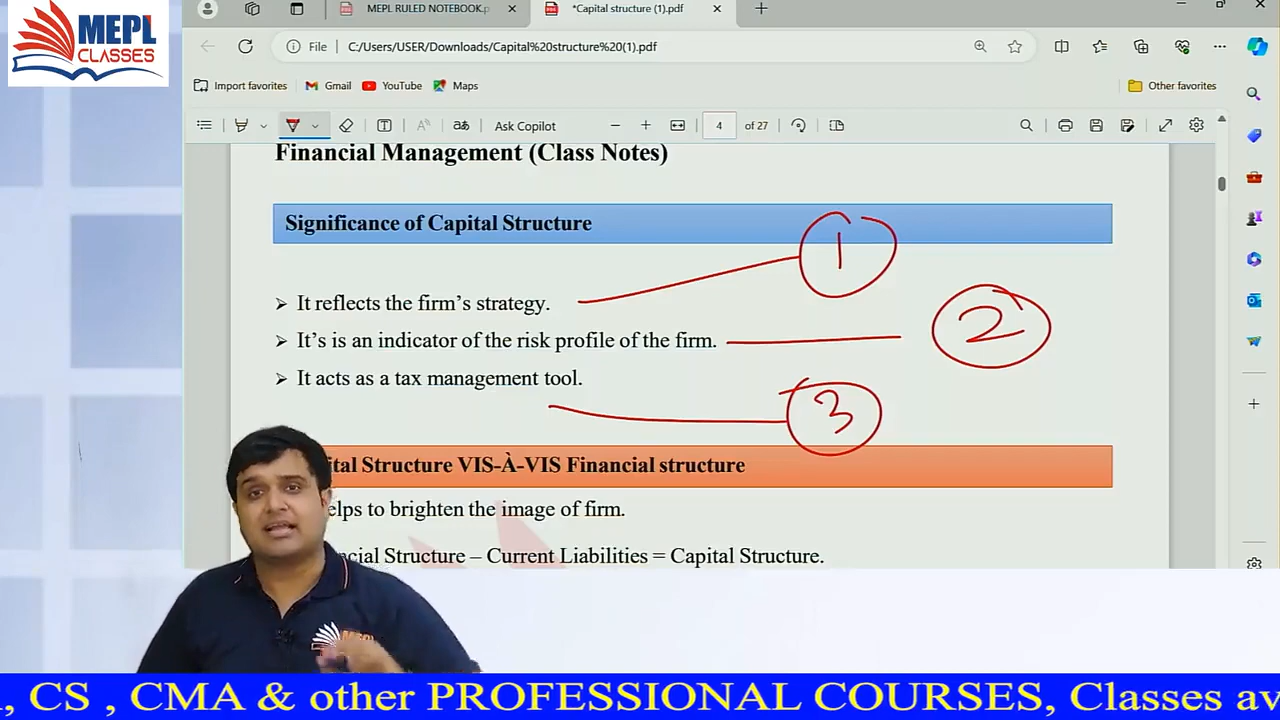 MEPL
CLASSES
MEPL RULED NOTEBOOK.p
*Capital structure (1).pdf
File
C:/Users/USER/Downloads/Capital%20structure%20(1).pdf
Import favorites
Gmail
YouTube
Maps
Other favorites
Ask Copilot
4
of 27
Financial Management (Class Notes)
Significance of Capital Structure
1
➢ It reflects the firm's strategy.
2
➢ It's is an indicator of the risk profile of the firm.
➢ It acts as a tax management tool.
3
ital Structure VIS-À-VIS Financial structure
elps to brighten the image of firm.
cial Structure – Current Liabilities = Capital Structure.
, CS , CMA & other PROFESSIONAL COURSES, Classes av